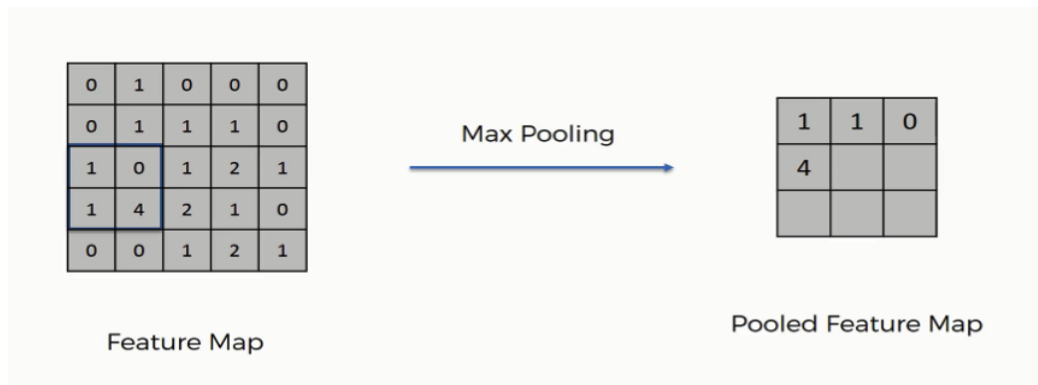 0 1 0 0 0
0 1 1 1 0
1 0 1 2 1
1 4 2 1 0
0 0 1 2 1
Feature Map
Max Pooling
1 1 0
4
Pooled Feature Map